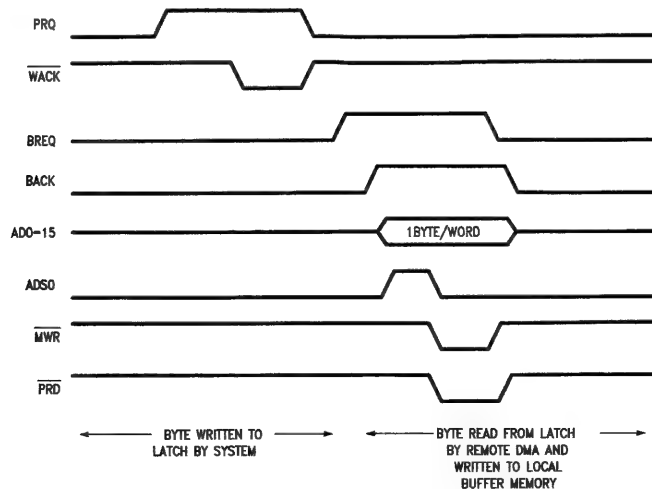 PRQ
WACK
BREQ
BACK
AD0-15
1BYTE/WORD
ADS0
MWR
PRD
BYTE WRITTEN TO
LATCH BY SYSTEM
BYTE READ FROM LATCH
BY REMOTE DMA AND
WRITTEN TO LOCAL
BUFFER MEMORY